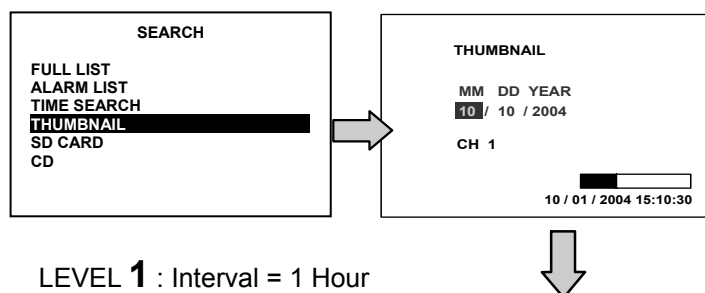 SEARCH
FULL LIST
ALARM LIST
TIME SEARCH
THUMBNAIL
SD CARD
CD
THUMBNAIL
MM DD YEAR
10 / 10 / 2004
CH 1
10 / 01 / 2004 15:10:30
LEVEL 1 : Interval = 1 Hour